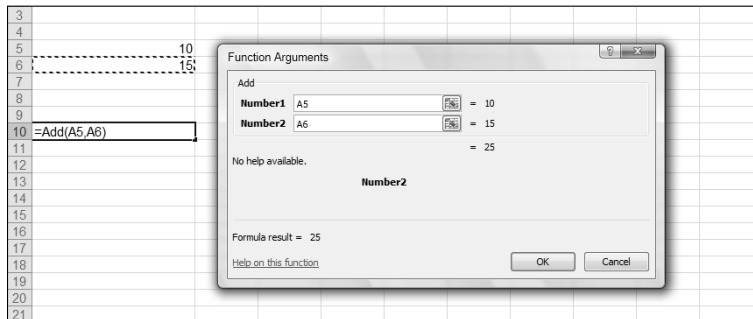 3
4
5 10
6 15
7
8
9
10 =Add(A5,A6)
11
12
13
14
15
16
17
18
19
20
21
Function Arguments
Add
Number1 A5 = 10
Number2 A6 = 15
= 25
No help available.
Number2
Formula result = 25
Help on this function
OK Cancel